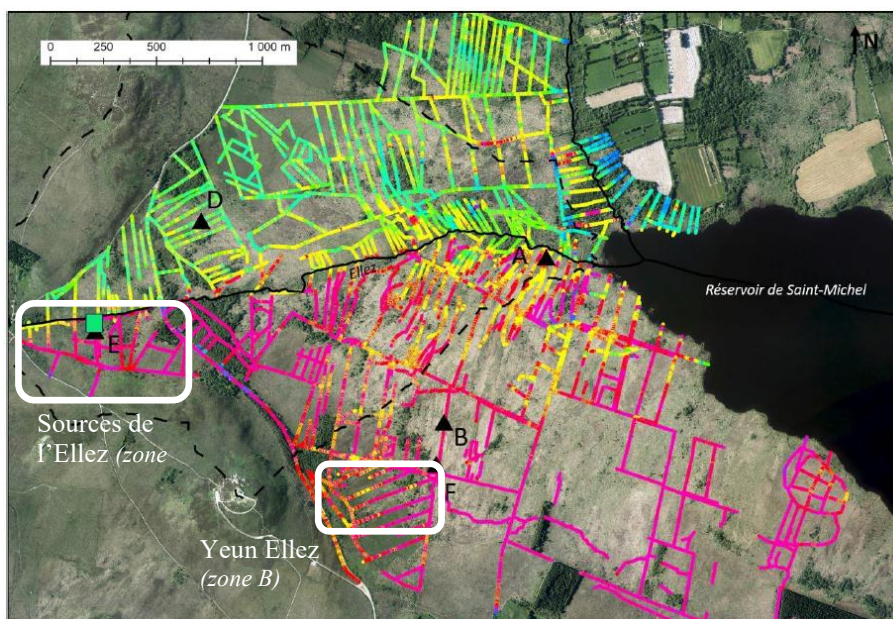 0 250 500 1 000 m
N
D
A
Ellez
Réservoir de Saint-Michel
E
Sources de
l'Ellez (zone
B
F
Yeun Ellez
(zone B)